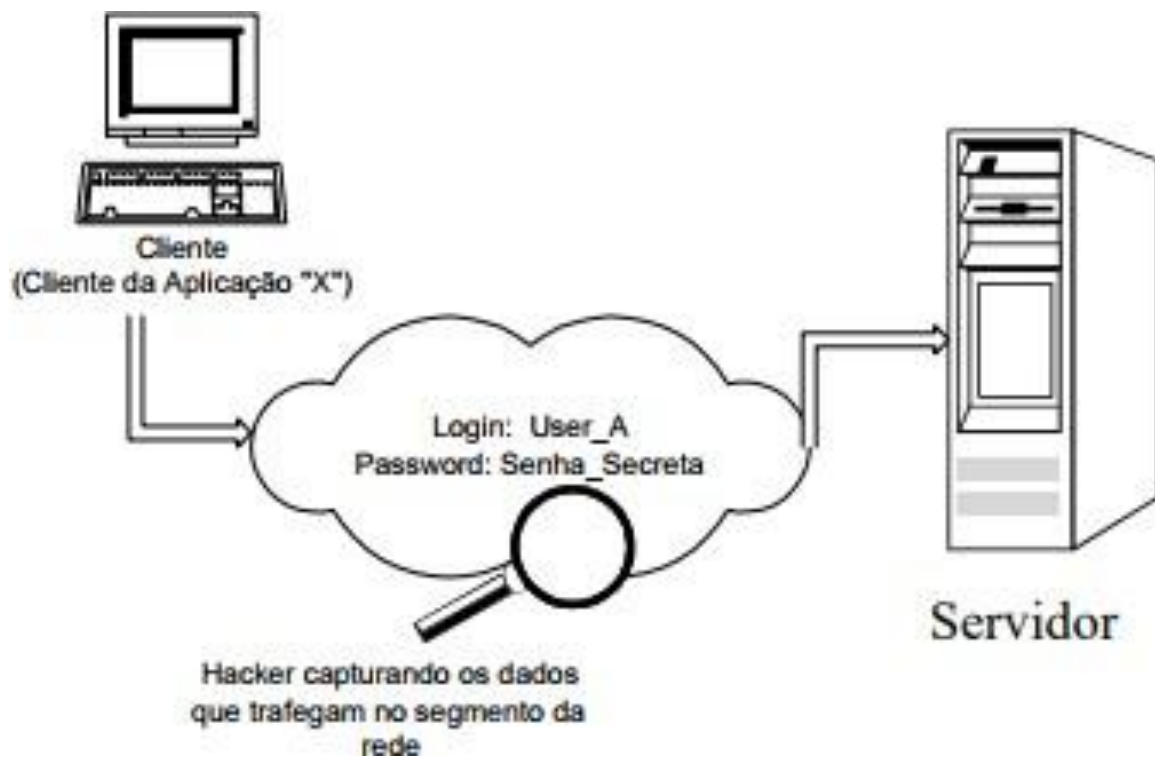 Cliente
(Cliente da Aplicação "X")
Login: User_A
Password: Senha_Secreta
Servidor
Hacker capturando os dados
que trafegam no segmento da
rede